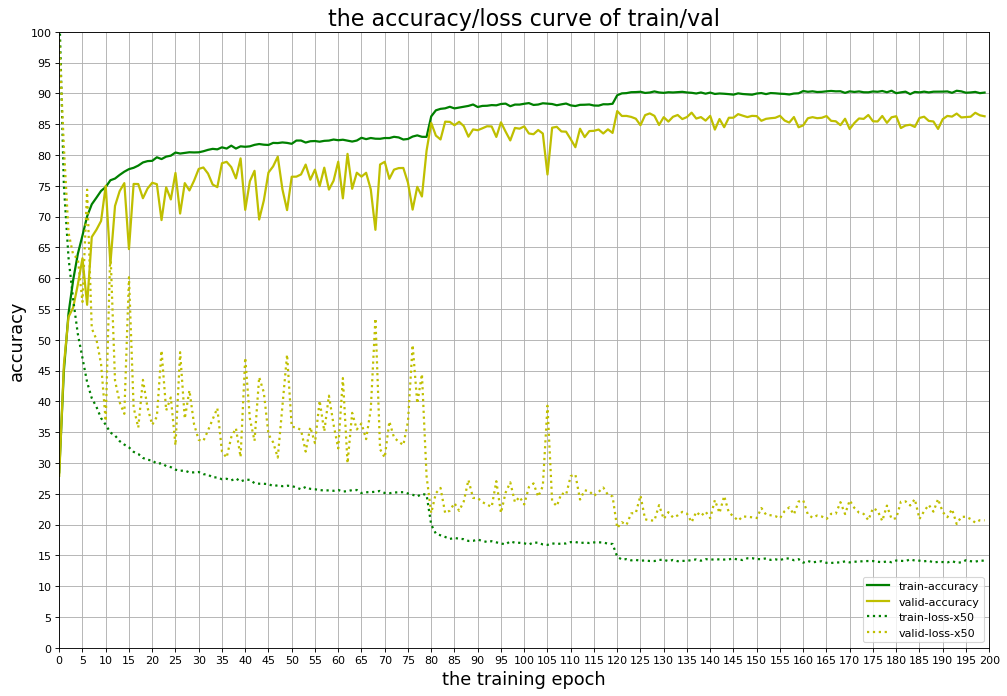 the accuracy/loss curve of train/val
100
95
90
85
80
75
70
65
60
55
50
45
40
35
30
25
20
15
10
5
0
accuracy
train-accuracy
valid-accuracy
train-loss-x50
valid-loss-x50
0 5 10 15 20 25 30 35 40 45 50 55 60 65 70 75 80 85 90 95 100 105 110 115 120 125 130 135 140 145 150 155 160 165 170 175 180 185 190 195 200
the training epoch